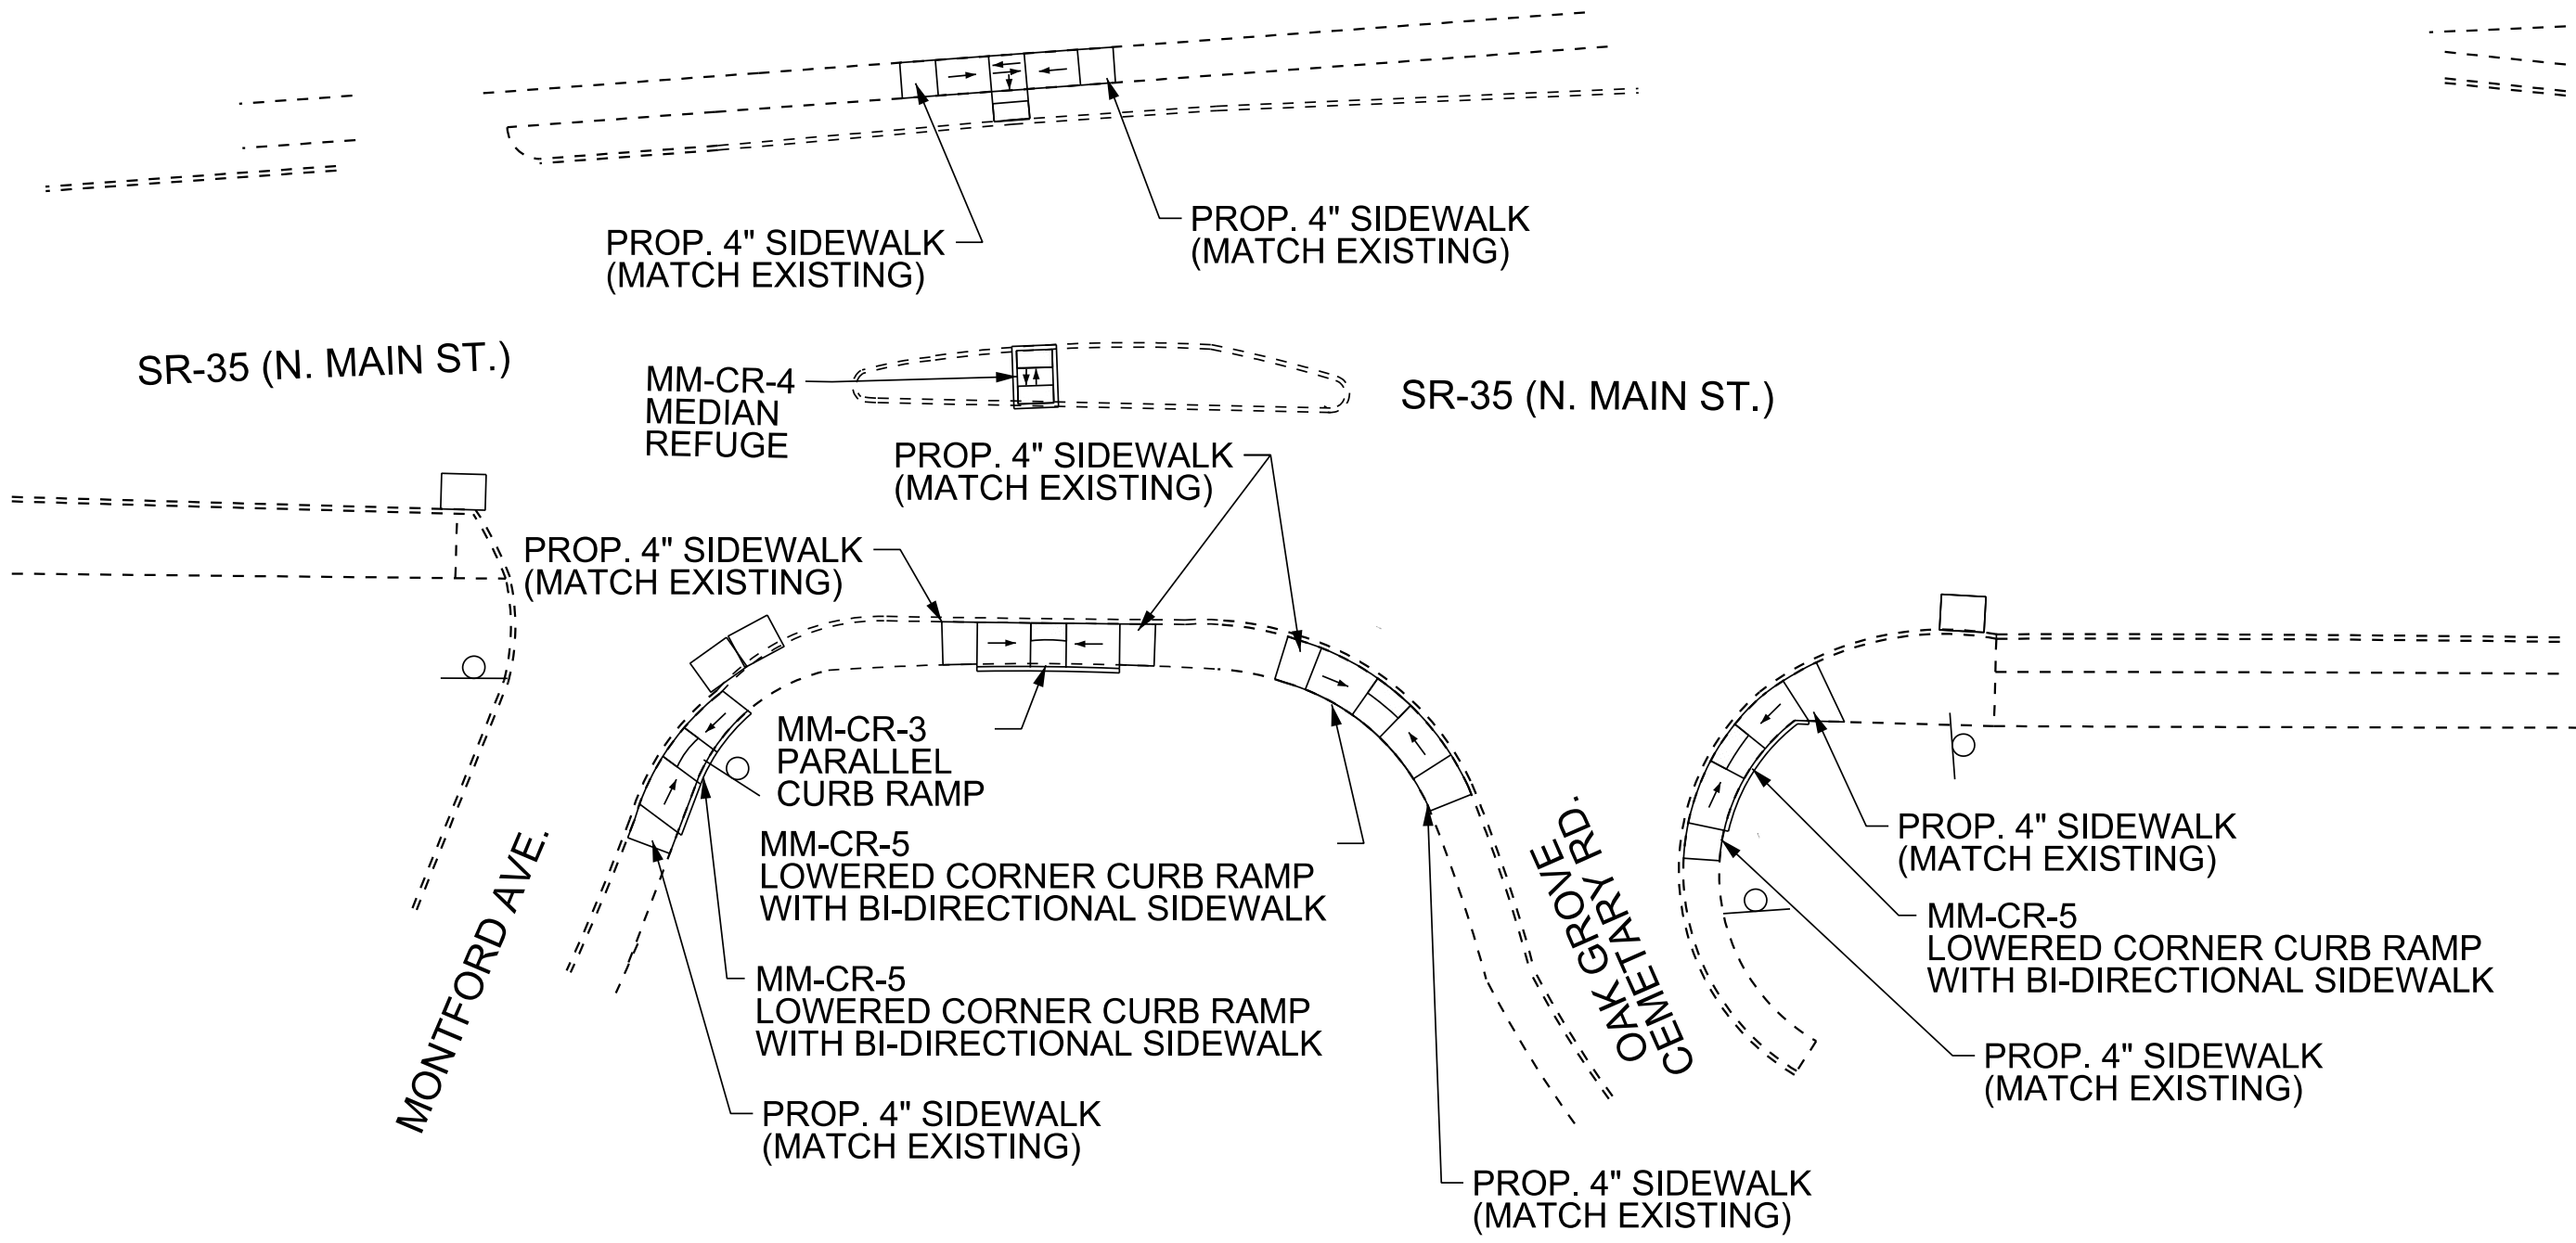 PROP. 4" SIDEWALK
(MATCH EXISTING)
PROP. 4" SIDEWALK
(MATCH EXISTING)
SR-35 (N. MAIN ST.)
MM-CR-4
MEDIAN
REFUGE
SR-35 (N. MAIN ST.)
PROP. 4" SIDEWALK
(MATCH EXISTING)
PROP. 4" SIDEWALK
(MATCH EXISTING)
MM-CR-3
PARALLEL
CURB RAMP
MM-CR-5
LOWERED CORNER CURB RAMP
WITH BI-DIRECTIONAL SIDEWALK
MM-CR-5
LOWERED CORNER CURB RAMP
WITH BI-DIRECTIONAL SIDEWALK
PROP. 4" SIDEWALK
(MATCH EXISTING)
MONTFORD AVE.
OAK GROVE
CEMETARY RD.
PROP. 4" SIDEWALK
(MATCH EXISTING)
MM-CR-5
LOWERED CORNER CURB RAMP
WITH BI-DIRECTIONAL SIDEWALK
PROP. 4" SIDEWALK
(MATCH EXISTING)
PROP. 4" SIDEWALK
(MATCH EXISTING)